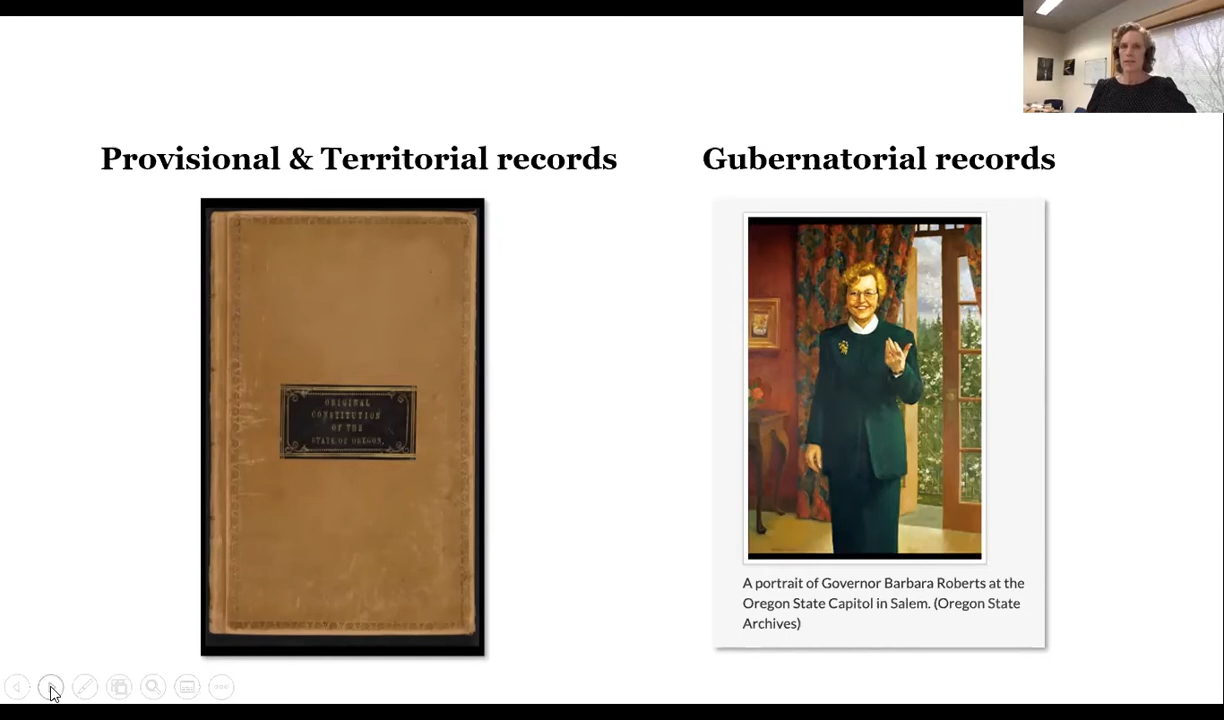 Provisional & Territorial records
Gubernatorial records
ORIGINAL
CONSTITUTION
OF THE
STATE OF OREGON.
A portrait of Governor Barbara Roberts at the
Oregon State Capitol in Salem. (Oregon State
Archives)